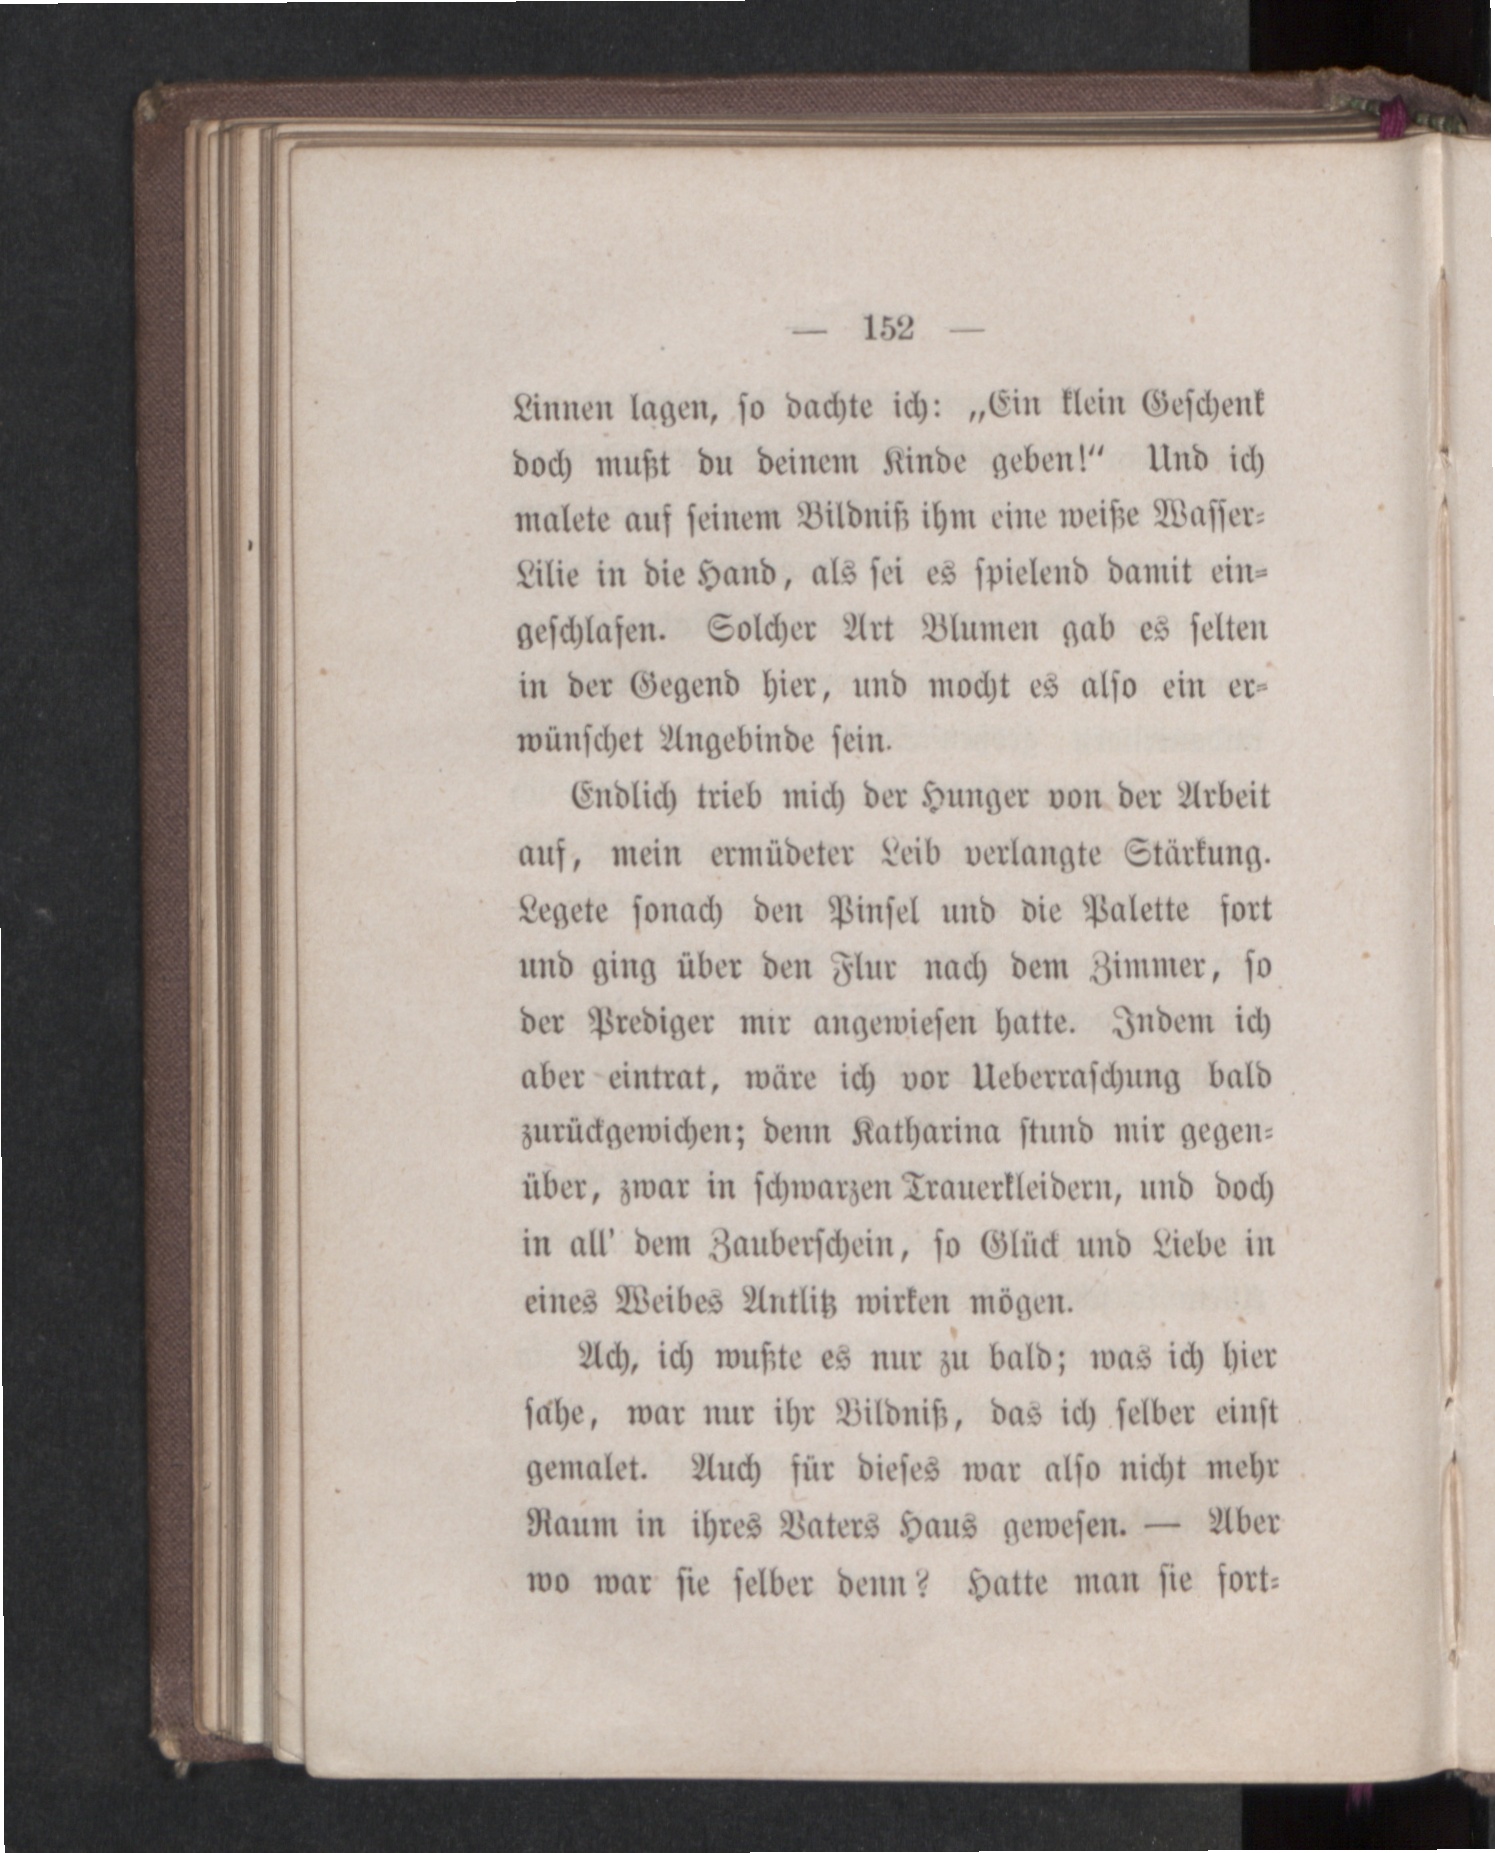 — 152 —
Linnen lagen, ſo dachte ich: „Ein klein Geſchenk
doch mußt du deinem Kinde geben!“ Und ich
malete auf ſeinem Bildniß ihm eine weiße Waſſer-
Lilie in die Hand, als ſei es ſpielend damit ein-
geſchlafen. Solcher Art Blumen gab es ſelten
in der Gegend hier, und mocht es alſo ein er-
wünſchet Angebinde ſein.
Endlich trieb mich der Hunger von der Arbeit
auf, mein ermüdeter Leib verlangte Stärkung.
Legete ſonach den Pinſel und die Palette fort
und ging über den Flur nach dem Zimmer, ſo
der Prediger mir angewieſen hatte. Indem ich
aber eintrat, wäre ich vor Ueberraſchung bald
zurückgewichen; denn Katharina ſtund mir gegen-
über, zwar in ſchwarzen Trauerkleidern, und doch
in all' dem Zauberſchein, ſo Glück und Liebe in
eines Weibes Antlitz wirken mögen.
Ach, ich wußte es nur zu bald; was ich hier
ſahe, war nur ihr Bildniß, das ich ſelber einſt
gemalet. Auch für dieſes war alſo nicht mehr
Raum in ihres Vaters Haus geweſen. — Aber
wo war ſie ſelber denn? Hatte man ſie fort-